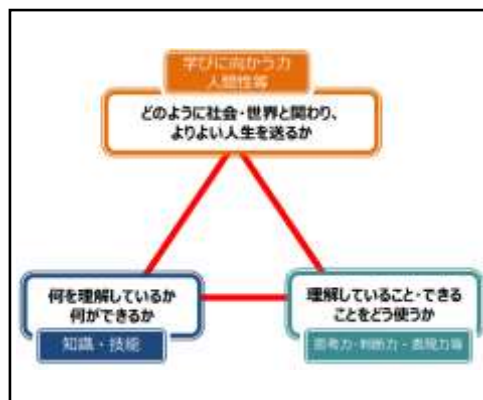 学びに向かう力
人間性等
どのように社会・世界と関わり、
よりよい人生を送るか
何を理解しているか
何ができるか
知識・技能
理解していること・できる
ことをどう使うか
思考力・判断力・表現力等